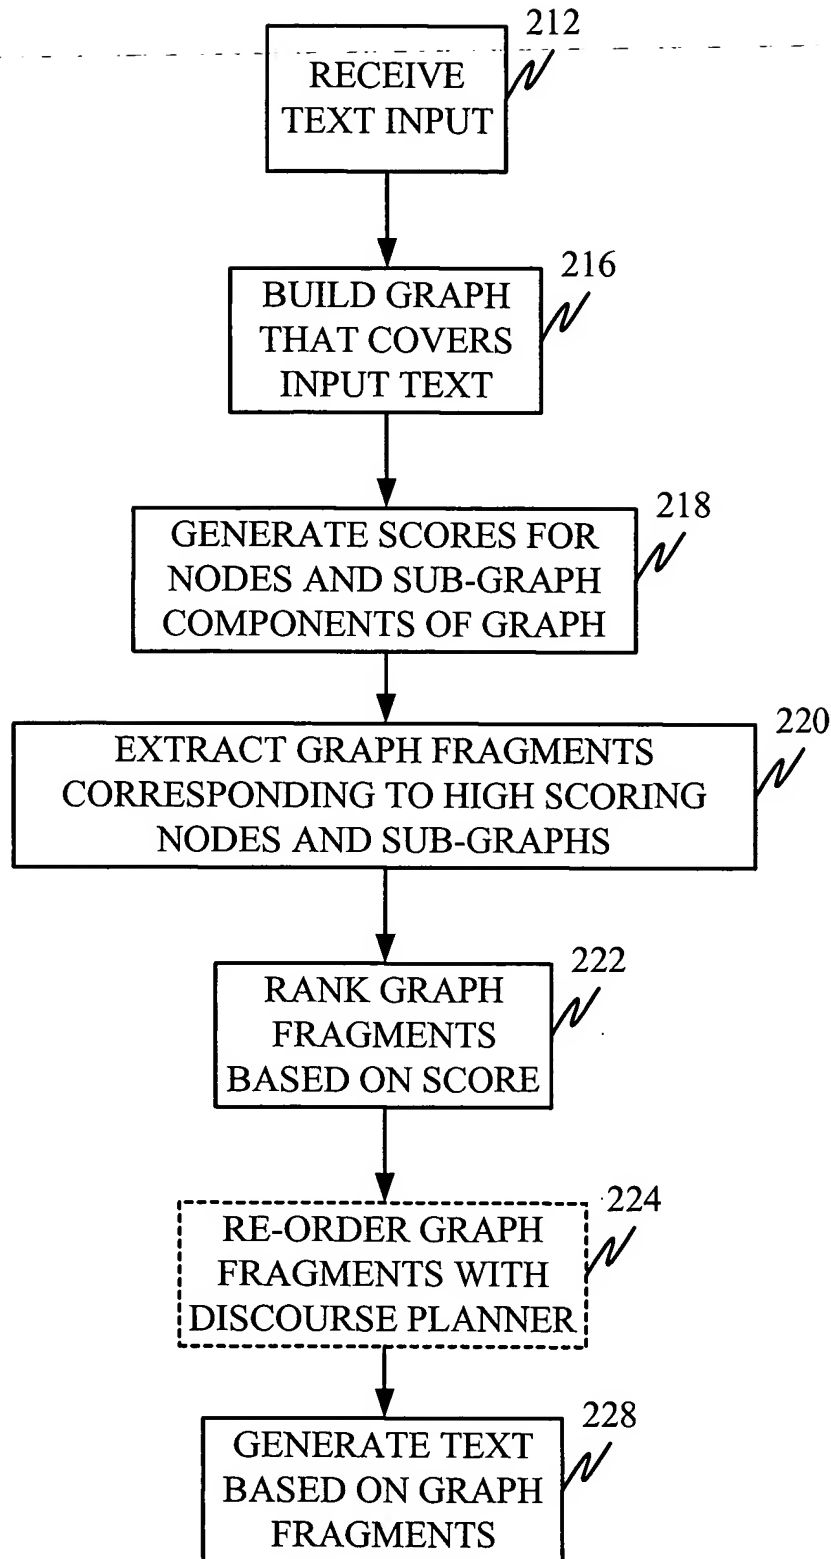 212
RECEIVE
TEXT INPUT
216
BUILD GRAPH
THAT COVERS
INPUT TEXT
218
GENERATE SCORES FOR
NODES AND SUB-GRAPH
COMPONENTS OF GRAPH
220
EXTRACT GRAPH FRAGMENTS
CORRESPONDING TO HIGH SCORING
NODES AND SUB-GRAPHS
222
RANK GRAPH
FRAGMENTS
BASED ON SCORE
224
RE-ORDER GRAPH
FRAGMENTS WITH
DISCOURSE PLANNER
228
GENERATE TEXT
BASED ON GRAPH
FRAGMENTS